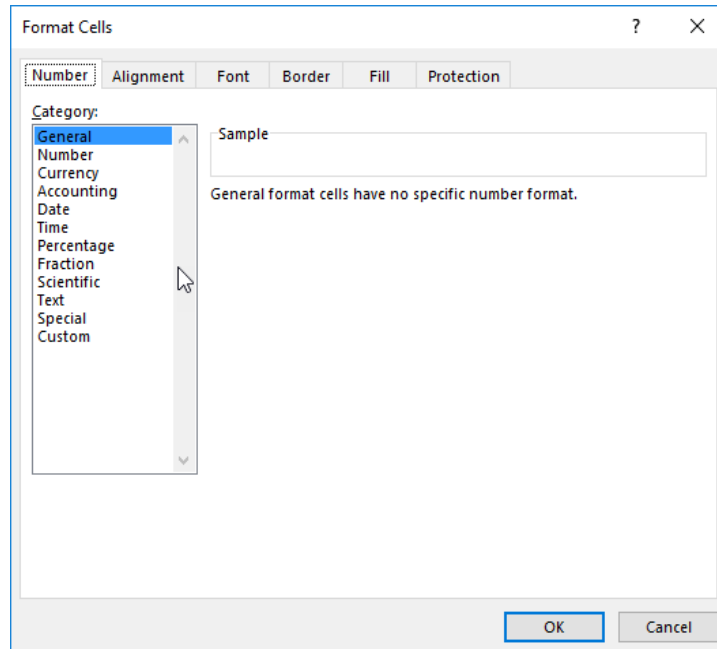 Format Cells ? X
Number Alignment Font Border Fill Protection
Category:
General
Number
Currency
Accounting
Date
Time
Percentage
Fraction
Scientific
Text
Special
Custom
Sample
General format cells have no specific number format.
OK Cancel